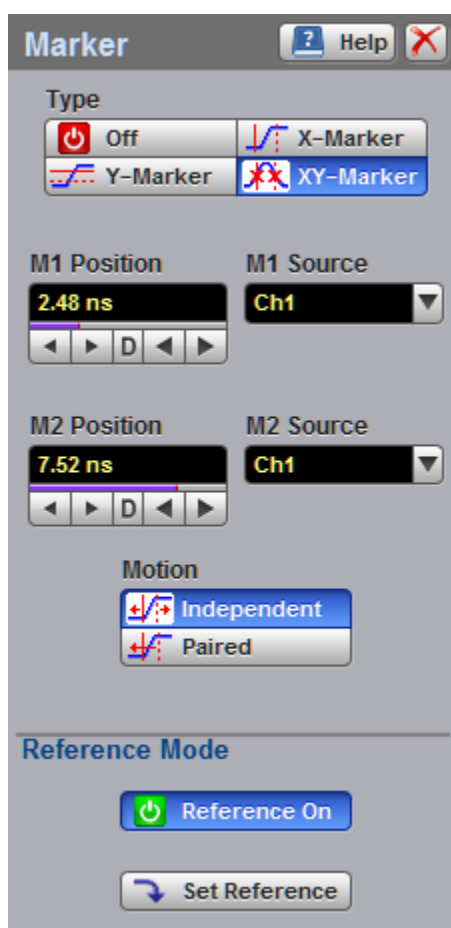 Marker ? Help
Type
Off X-Marker
Y-Marker XY-Marker
M1 Position M1 Source
2.48 ns Ch1
D
M2 Position M2 Source
7.52 ns Ch1
D
Motion
Independent
Paired
Reference Mode
Reference On
Set Reference